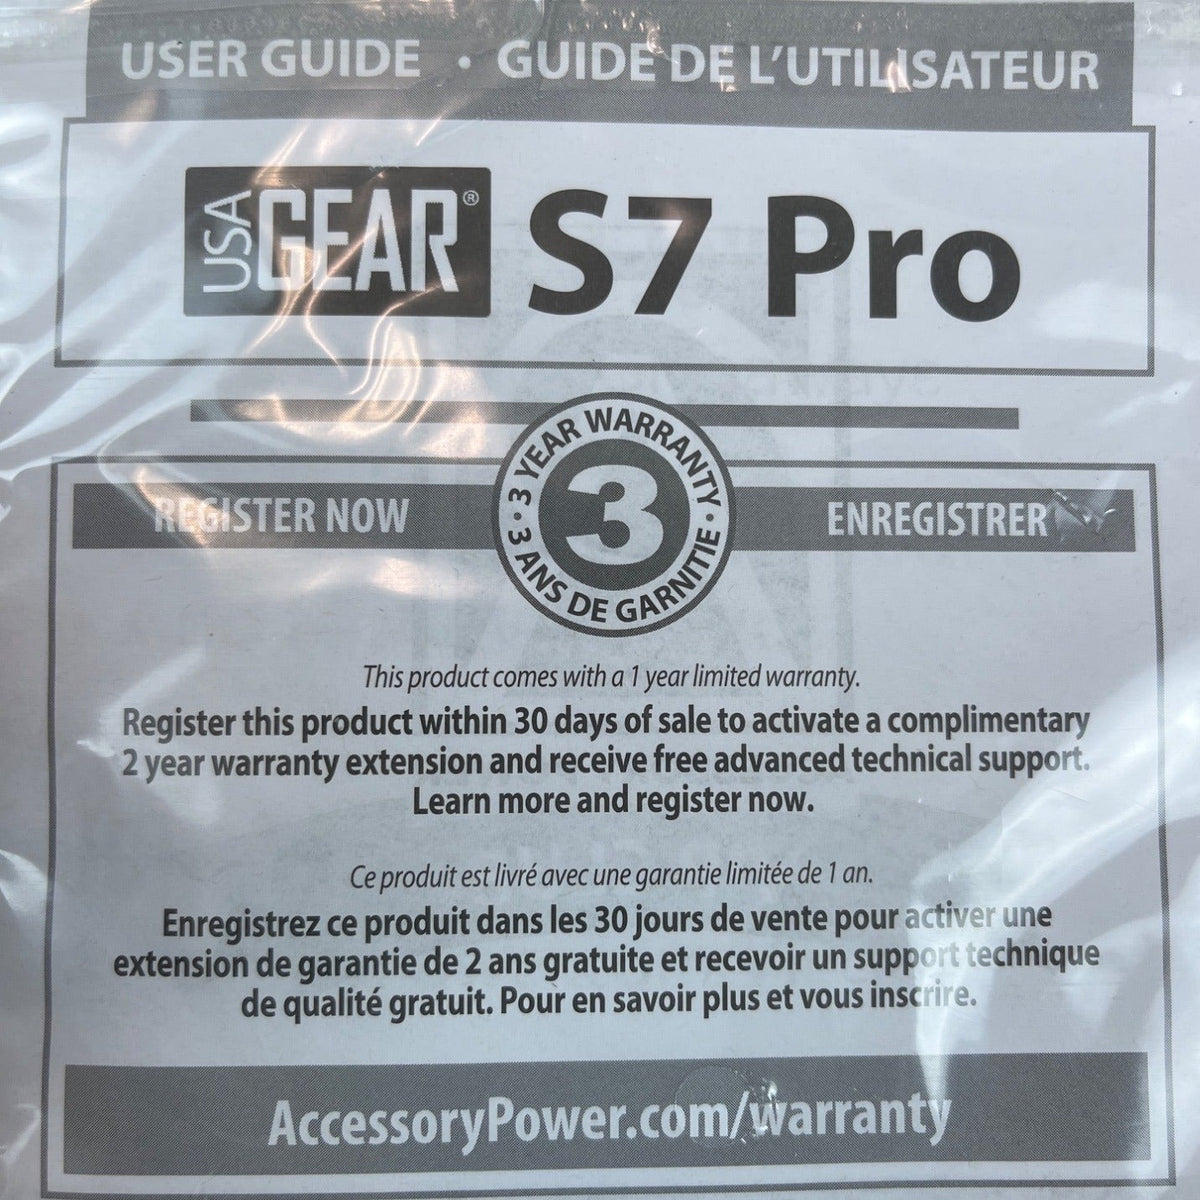 USER GUIDE • GUIDE DE L'UTILISATEUR
USA GEAR® S7 Pro
3 YEAR WARRANTY • 3 ANS DE GARNITIE •
3
REGISTER NOW
ENREGISTRER
This product comes with a 1 year limited warranty.
Register this product within 30 days of sale to activate a complimentary
2 year warranty extension and receive free advanced technical support.
Learn more and register now.
Ce produit est livré avec une garantie limitée de 1 an.
Enregistrez ce produit dans les 30 jours de vente pour activer une
extension de garantie de 2 ans gratuite et recevoir un support technique
de qualité gratuit. Pour en savoir plus et vous inscrire.
AccessoryPower.com/warranty